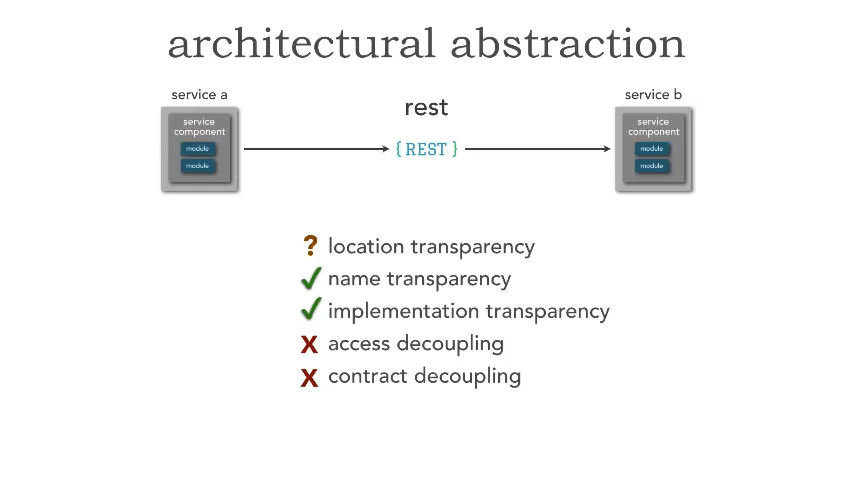 architectural abstraction
service a
service b
rest
service
component
module
module
{ REST }
service
component
module
module
? location transparency
✓ name transparency
✓ implementation transparency
x access decoupling
x contract decoupling